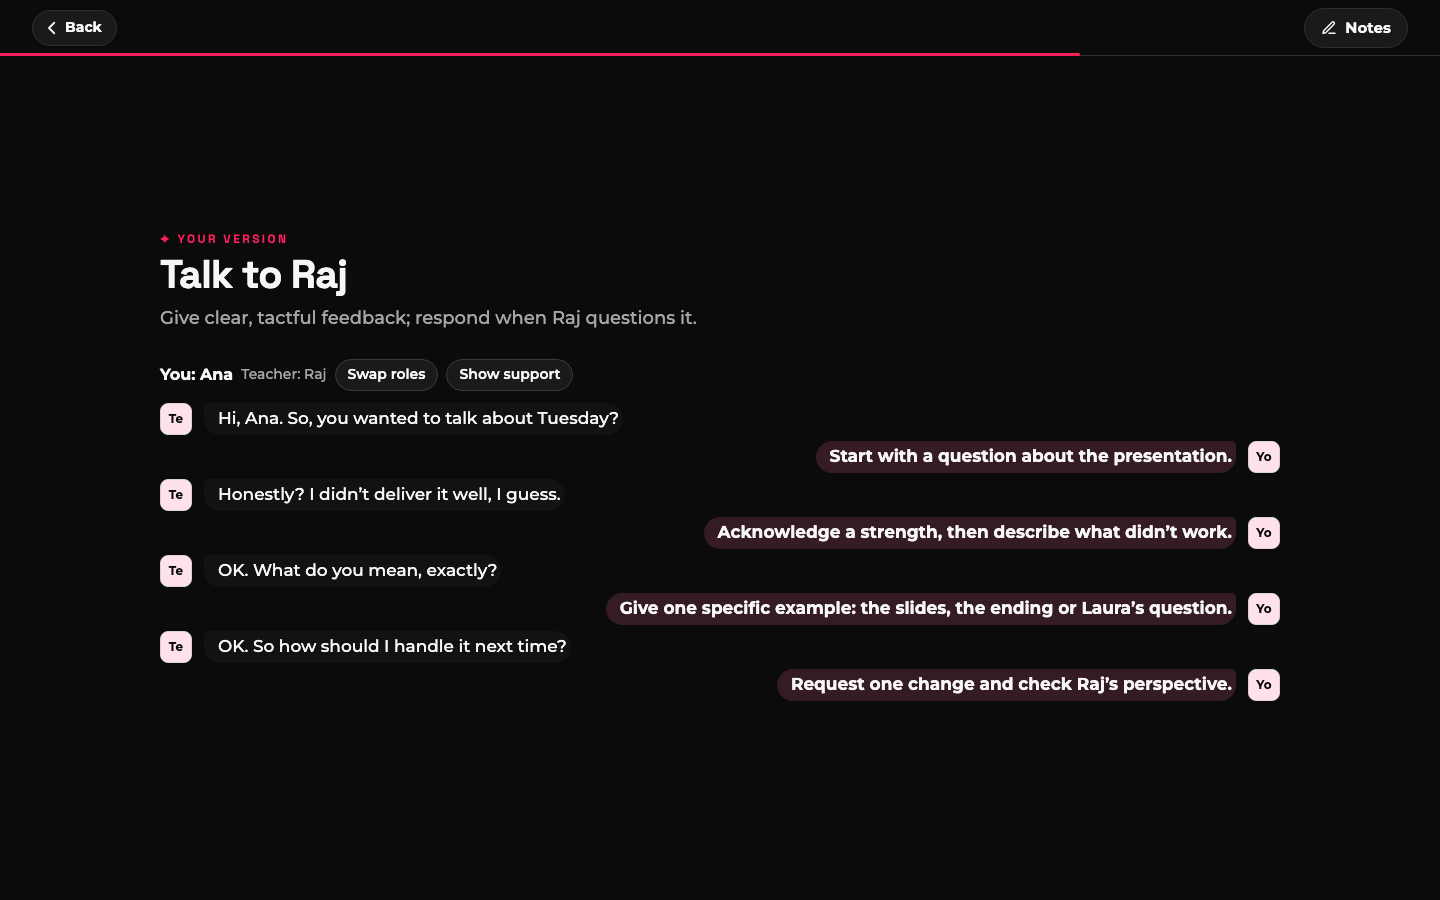 Back
Notes
YOUR VERSION
Talk to Raj
Give clear, tactful feedback; respond when Raj questions it.
You: Ana Teacher: Raj Swap roles Show support
Te Hi, Ana. So, you wanted to talk about Tuesday?
Start with a question about the presentation. Yo
Te Honestly? I didn’t deliver it well, I guess.
Acknowledge a strength, then describe what didn’t work. Yo
Te OK. What do you mean, exactly?
Give one specific example: the slides, the ending or Laura’s question. Yo
Te OK. So how should I handle it next time?
Request one change and check Raj’s perspective. Yo